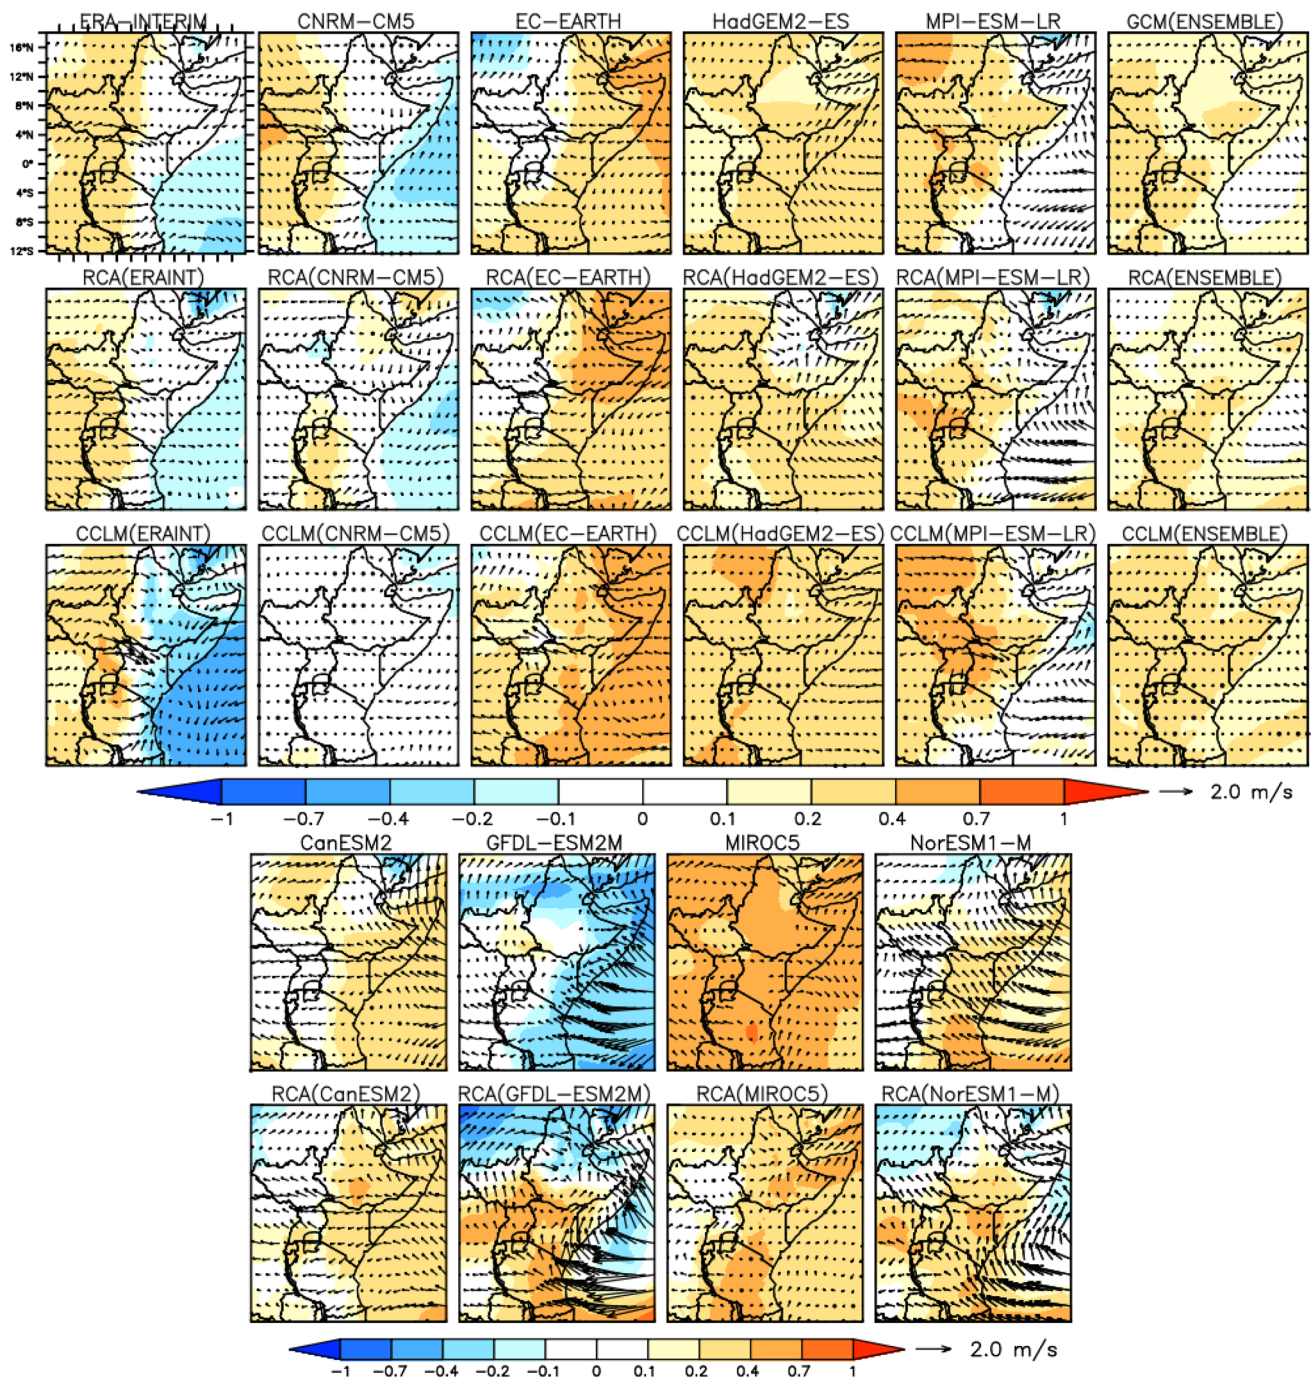 ERA-INTERIM CNRM-CM5 EC-EARTH HadGEM2-ES MPI-ESM-LR GCM(ENSEMBLE)
16°N
12°N
8°N
4°N
0°
4°S
8°S
12°S
RCA(ERAINT) RCA(CNRM-CM5) RCA(EC-EARTH) RCA(HadGEM2-ES) RCA(MPI-ESM-LR) RCA(ENSEMBLE)
CCLM(ERAINT) CCLM(CNRM-CM5) CCLM(EC-EARTH) CCLM(HadGEM2-ES) CCLM(MPI-ESM-LR) CCLM(ENSEMBLE)
2.0 m/s
-1 -0.7 -0.4 -0.2 -0.1 0 0.1 0.2 0.4 0.7 1
CanESM2 GFDL-ESM2M MIROC5 NorESM1-M
RCA(CanESM2) RCA(GFDL-ESM2M) RCA(MIROC5) RCA(NorESM1-M)
2.0 m/s
-1 -0.7 -0.4 -0.2 -0.1 0 0.1 0.2 0.4 0.7 1